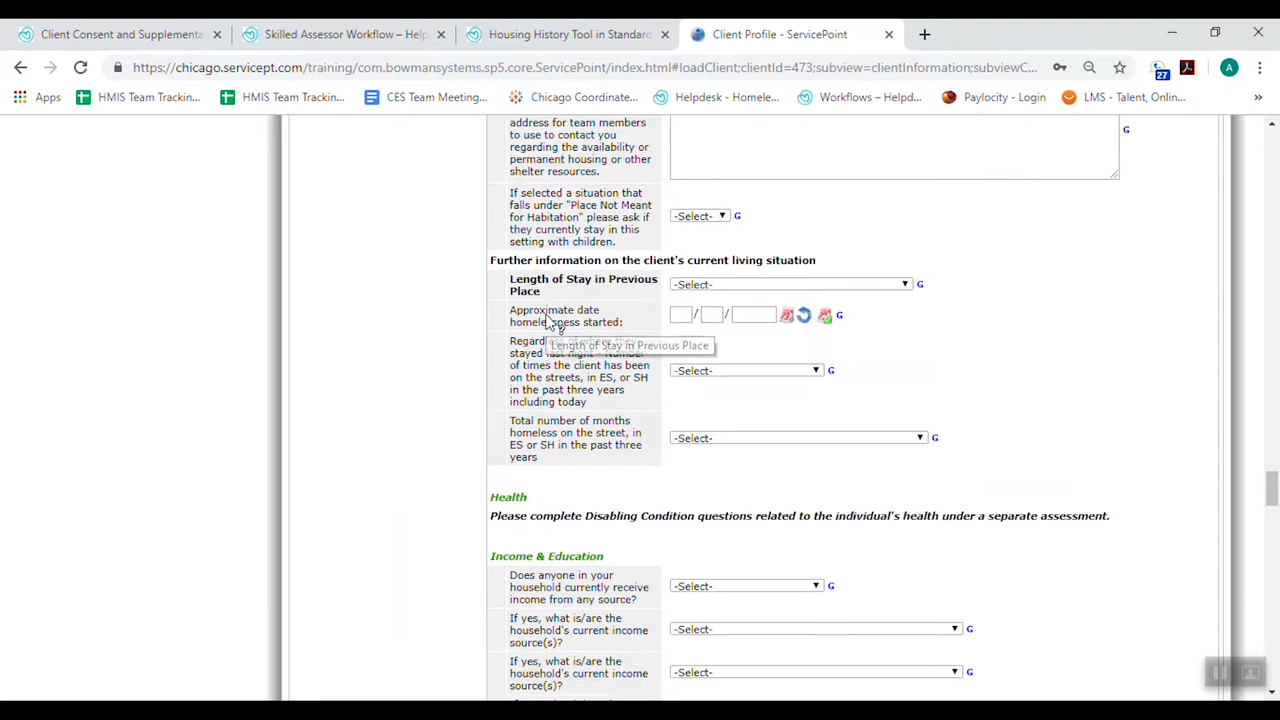 Client Consent and Supplementa
Skilled Assessor Workflow – Help
Housing History Tool in Standard
Client Profile - ServicePoint
https://chicago.servicept.com/training/com.bowmansystems.sp5.core.ServicePoint/index.html#loadClient;clientId=473;subview=clientInformation;subviewC...
27
A
Apps
HMIS Team Trackin...
HMIS Team Trackin...
CES Team Meeting...
Chicago Coordinate...
Helpdesk - Homele...
Workflows – Helpd...
Paylocity - Login
LMS - Talent, Onlin...
»
address for team members
to use to contact you
regarding the availability or
permanent housing or other
shelter resources.
G
If selected a situation that
falls under "Place Not Meant
for Habitation" please ask if
they currently stay in this
setting with children.
-Select-
G
Further information on the client's current living situation
Length of Stay in Previous
Place
-Select-
G
Approximate date
homelessness started:
/ /
G
Length of Stay in Previous Place
Regardless of where they
stayed last night - Number
of times the client has been
on the streets, in ES, or SH
in the past three years
including today
-Select-
G
Total number of months
homeless on the street, in
ES or SH in the past three
years
-Select-
G
Health
Please complete Disabling Condition questions related to the individual's health under a separate assessment.
Income & Education
Does anyone in your
household currently receive
income from any source?
-Select-
G
If yes, what is/are the
household's current income
source(s)?
-Select-
G
If yes, what is/are the
household's current income
source(s)?
-Select-
G